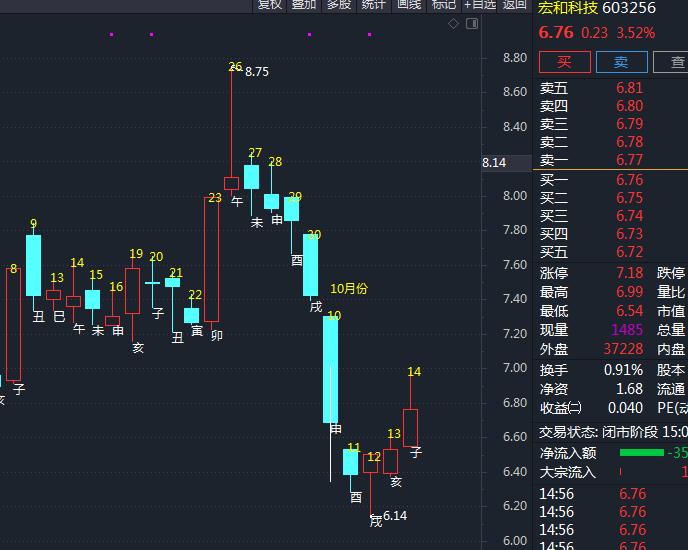 复权 叠加 多股 统计 画线 标记 +自选 返回
宏和科技 603256
6.76 0.23 3.52%
买 卖 查
卖五 6.81
卖四 6.80
卖三 6.79
卖二 6.78
卖一 6.77
买一 6.76
买二 6.75
买三 6.74
买四 6.73
买五 6.72
涨停 7.18 跌停
最高 6.99 量比
最低 6.54 市值
现量 1485 总量
外盘 37228 内盘
换手 0.91% 股本
净资 1.68 流通
收益㈡ 0.040 PE(动
交易状态: 闭市阶段 15:0
净流入额 -35
大宗流入 1
14:56 6.76
14:56 6.76
14:56 6.76
14:56 6.76
8.80
8.60
8.40
8.14
8.00
7.80
7.60
7.40
7.20
7.00
6.80
6.60
6.40
6.20
6.00
亥
8
子
9
丑
13
巳
14
午
15
未
16
申
19
亥
20
子
21
丑
22
寅
23
卯
26
8.75
午
27
未
28
申
29
酉
30
戌
10月份
10
申
11
酉
12
戌
6.14
13
亥
14
子